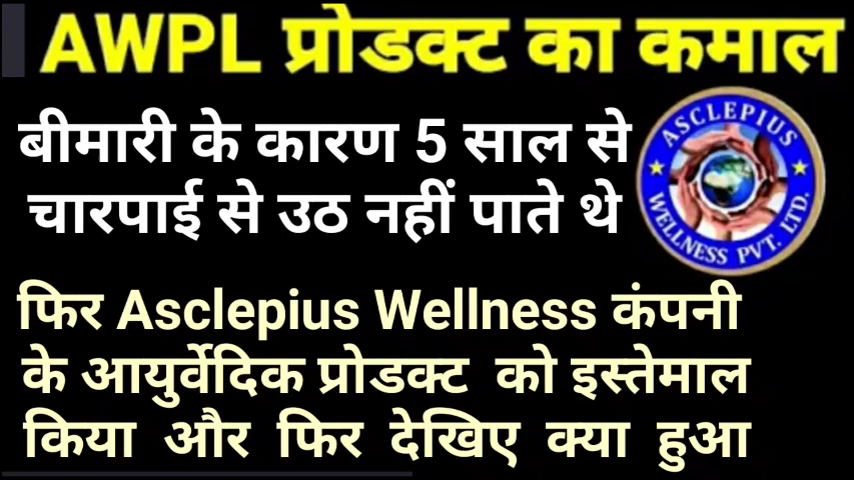 AWPL प्रोडक्ट का कमाल
बीमारी के कारण 5 साल से
चारपाई से उठ नहीं पाते थे
ASCLEPIUS
WELLNESS PVT. LTD.
फिर Asclepius Wellness कंपनी
के आयुर्वेदिक प्रोडक्ट को इस्तेमाल
किया और फिर देखिए क्या हुआ